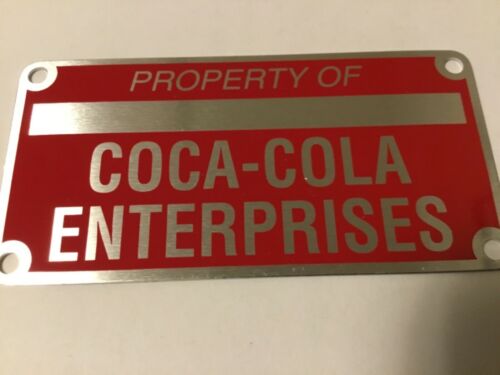 PROPERTY OF
COCA-COLA
ENTERPRISES